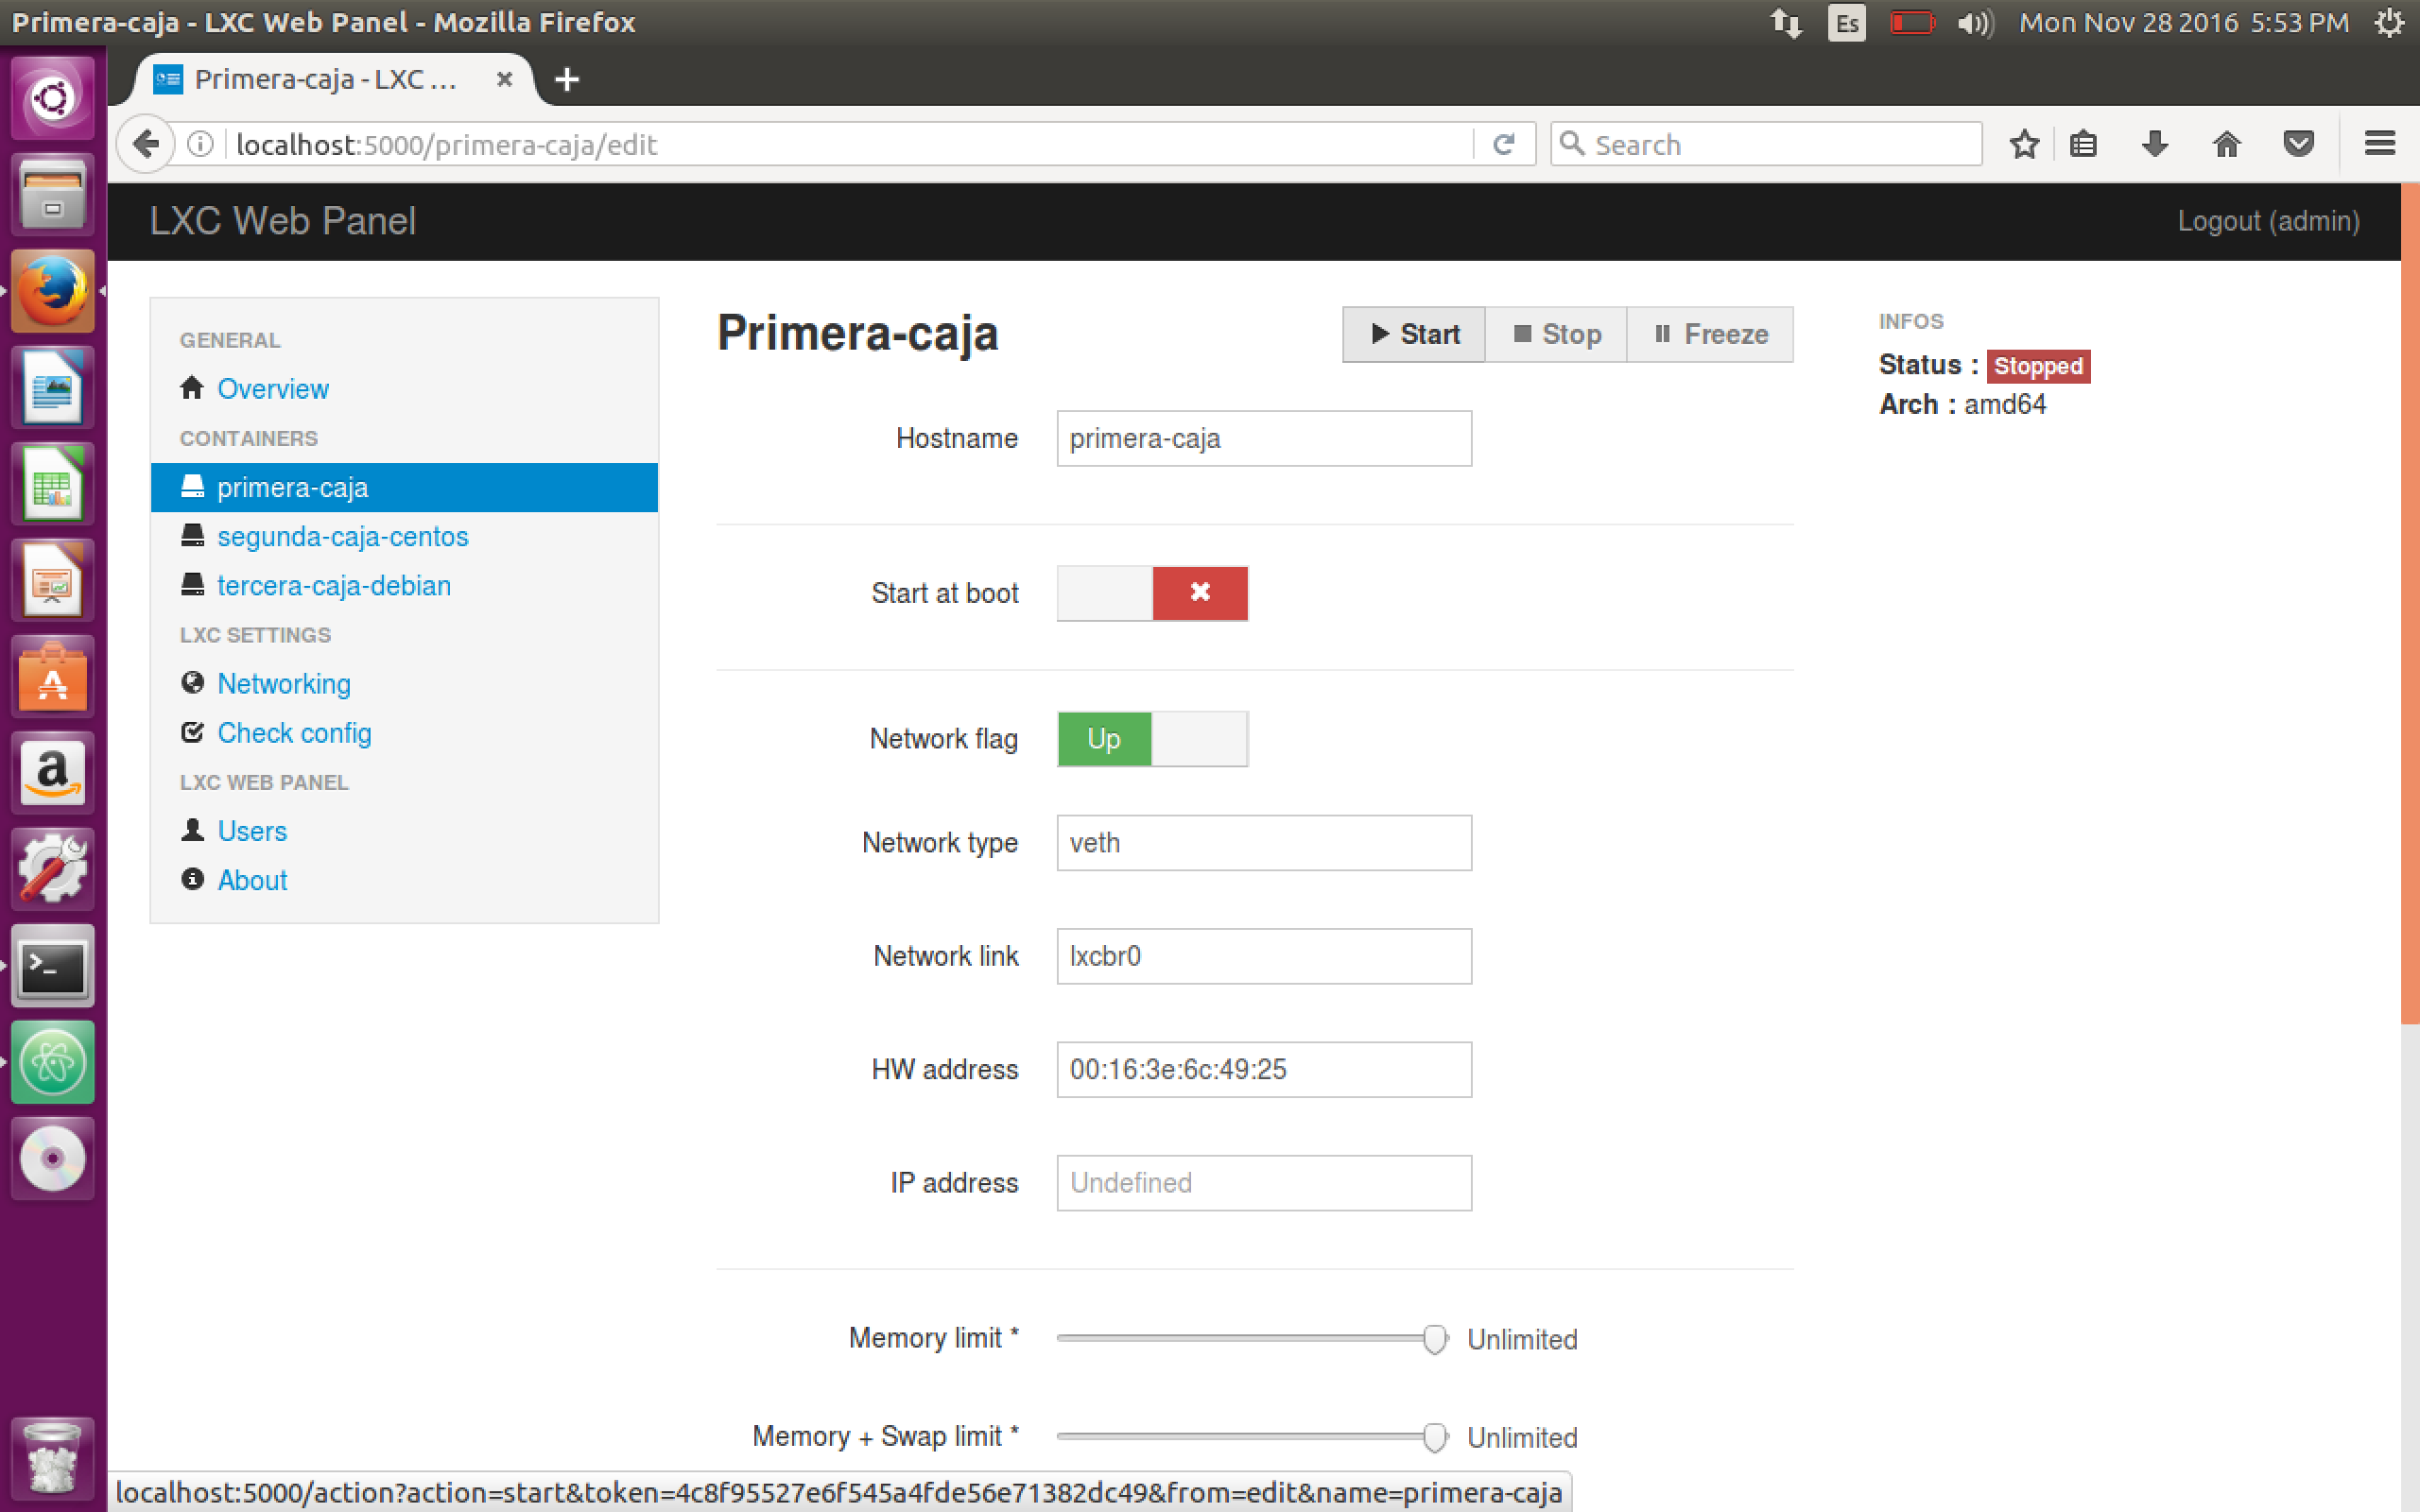 Primera-caja - LXC Web Panel - Mozilla Firefox
Es
Mon Nov 28 2016 5:53 PM
Primera-caja - LXC ...
localhost:5000/primera-caja/edit
Search
LXC Web Panel
Logout (admin)
GENERAL
Overview
CONTAINERS
primera-caja
segunda-caja-centos
tercera-caja-debian
LXC SETTINGS
Networking
Check config
LXC WEB PANEL
Users
About
Primera-caja
Start
Stop
Freeze
Hostname
primera-caja
Start at boot
Network flag
Up
Network type
veth
Network link
lxcbr0
HW address
00:16:3e:6c:49:25
IP address
Undefined
Memory limit *
Unlimited
Memory + Swap limit *
Unlimited
INFOS
Status : Stopped
Arch : amd64
localhost:5000/action?action=start&token=4c8f95527e6f545a4fde56e71382dc49&from=edit&name=primera-caja